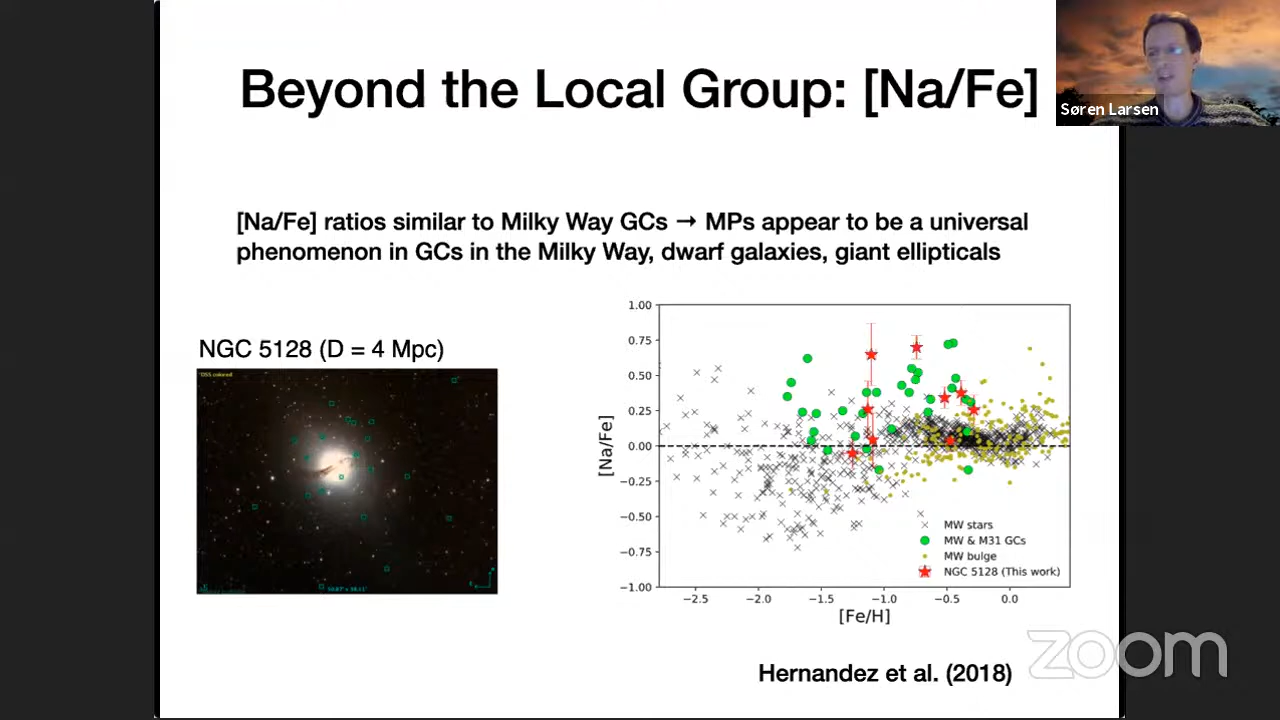 Beyond the Local Group: [Na/Fe]
Søren Larsen
[Na/Fe] ratios similar to Milky Way GCs → MPs appear to be a universal
phenomenon in GCs in the Milky Way, dwarf galaxies, giant ellipticals
NGC 5128 (D = 4 Mpc)
DSS colored
1.00
0.75
0.50
0.25
0.00
−0.25
−0.50
−0.75
−1.00
[Na/Fe]
MW stars
MW & M31 GCs
MW bulge
NGC 5128 (This work)
−2.5 −2.0 −1.5 −1.0 −0.5 0.0
[Fe/H]
Hernandez et al. (2018)
zoom